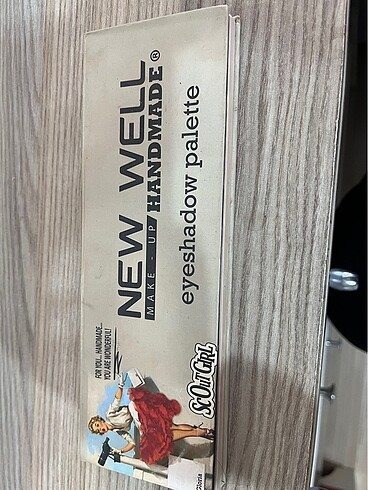 NEW WELL
MAKE - UP HANDMADE®
eyeshadow palette
FOR YOU... HANDMADE...
YOU ARE WONDERFUL!
SCOUT GIRL